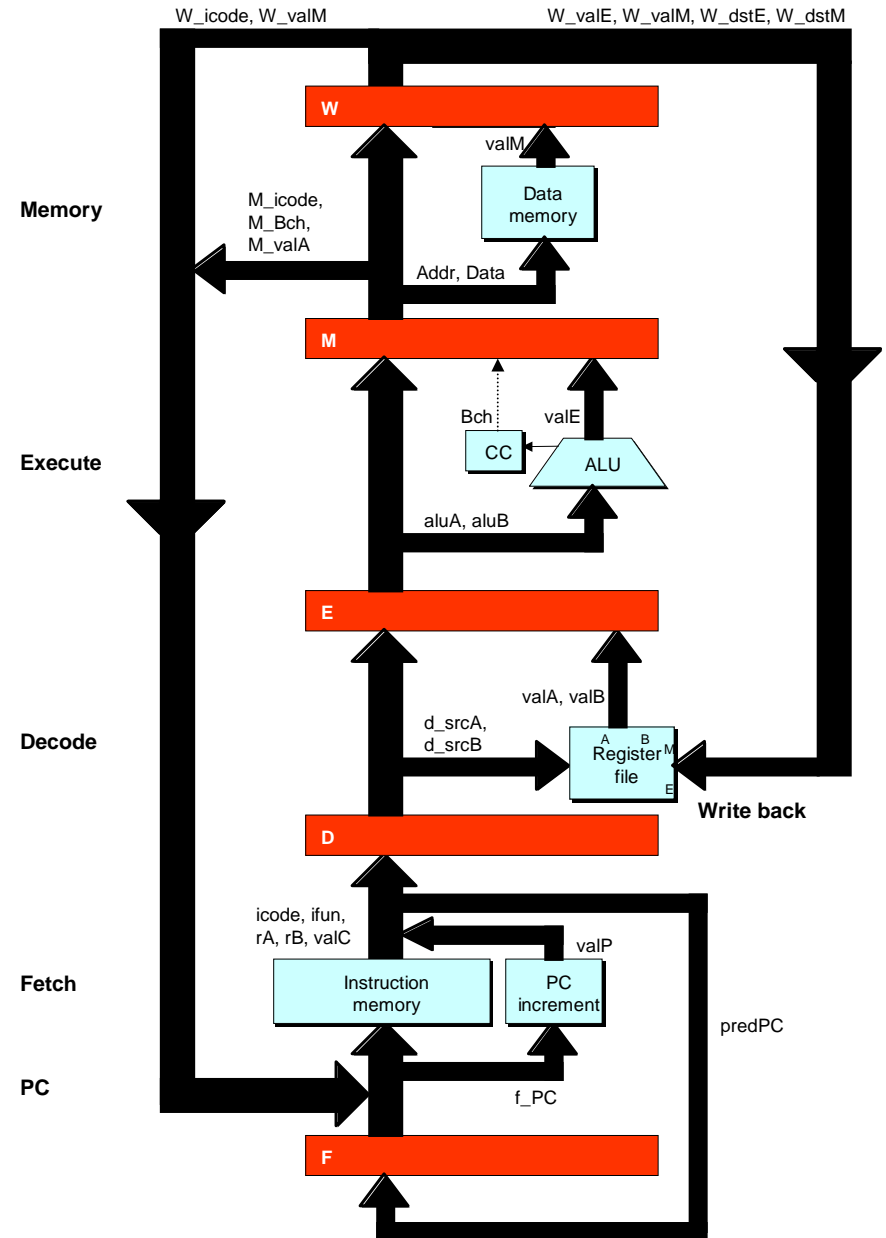 W_icode, W_valM
W_valE, W_valM, W_dstE, W_dstM
W
valM
Memory
Data
memory
M_icode,
M_Bch,
M_valA
Addr, Data
M
Bch
valE
Execute
CC
ALU
aluA, aluB
E
valA, valB
d_srcA,
d_srcB
Decode
A
B
M
Register
file
E
Write back
D
icode, ifun,
rA, rB, valC
valP
Fetch
Instruction
memory
PC
increment
predPC
PC
f_PC
F